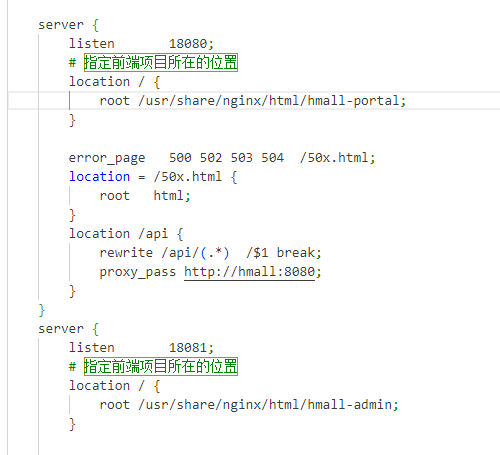 server {
listen       18080;
# 指定前端项目所在的位置
location / {
root /usr/share/nginx/html/hmall-portal;
}
error_page   500 502 503 504  /50x.html;
location = /50x.html {
root   html;
}
location /api {
rewrite /api/(.*)  /$1 break;
proxy_pass http://hmall:8080;
}
}
server {
listen       18081;
# 指定前端项目所在的位置
location / {
root /usr/share/nginx/html/hmall-admin;
}